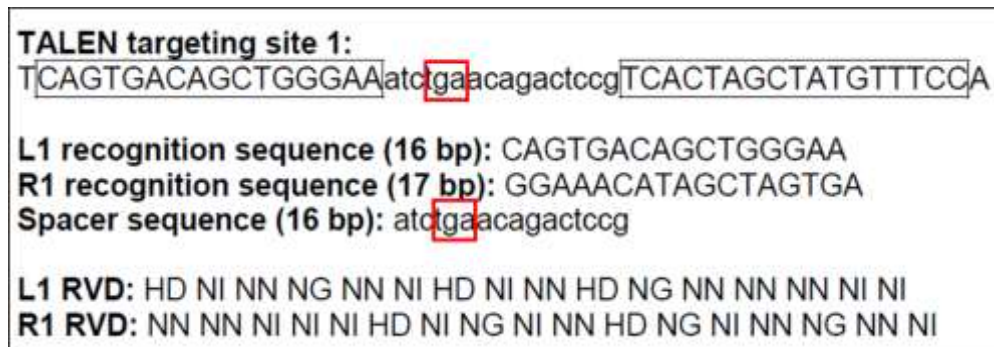 TALEN targeting site 1:
TCAGTGACAGCTGGGAAatctgaacagactccgTCACTAGCTATGTTTCCA
L1 recognition sequence (16 bp): CAGTGACAGCTGGGAA
R1 recognition sequence (17 bp): GGAAACATAGCTAGTGA
Spacer sequence (16 bp): atctgaacagactccg
L1 RVD: HD NI NN NG NN NI HD NI NN HD NG NN NN NN NI NI
R1 RVD: NN NN NI NI NI HD NI NG NI NN HD NG NI NN NG NN NI